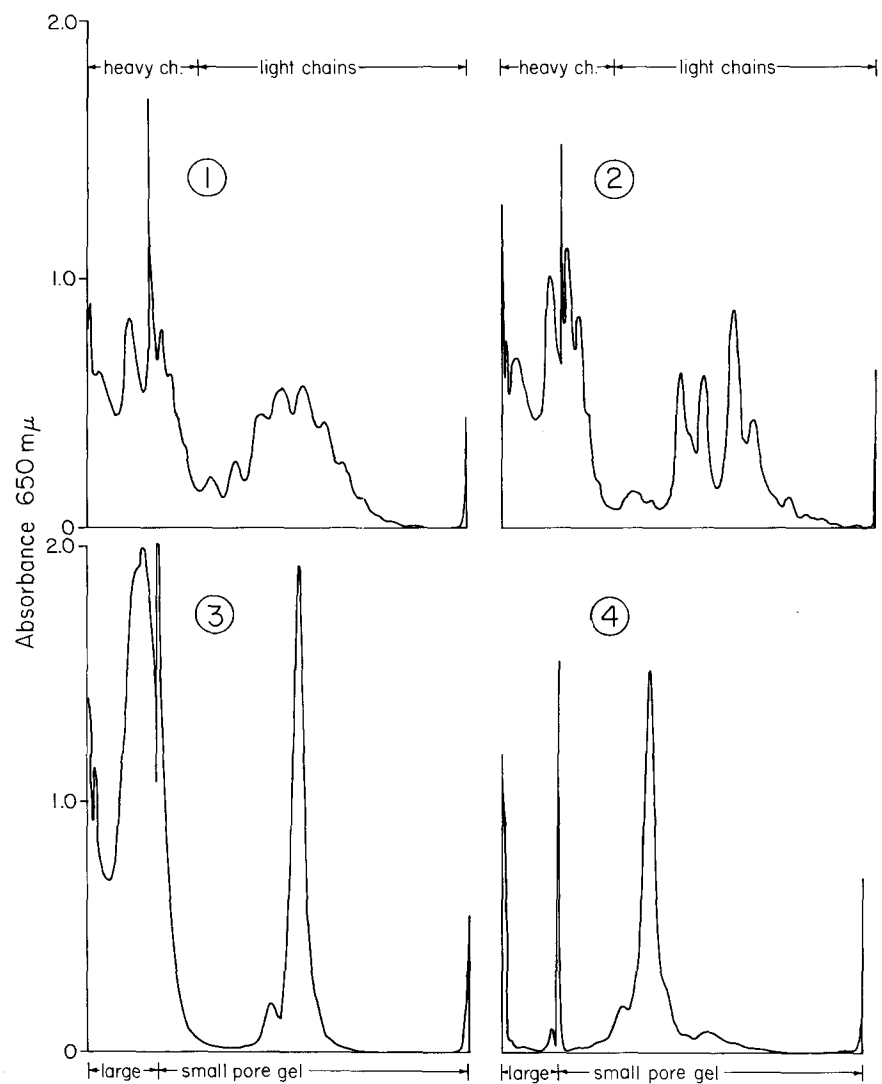 2.0
heavy ch.
light chains
heavy ch.
light chains
1
2
1.0
0
Absorbance 650 mμ
2.0
3
4
1.0
0
large
small pore gel
large
small pore gel